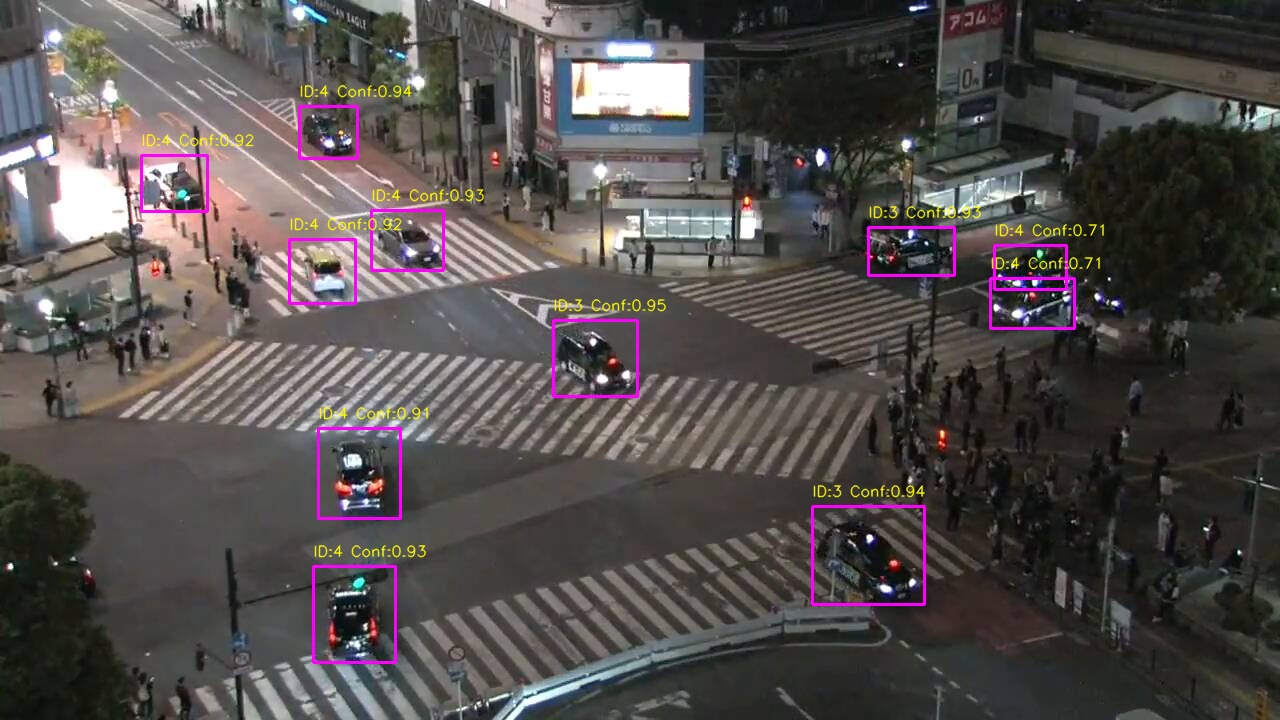 AMERICAN EAGLE
アコム
ID:4 Conf:0.94
ID:4 Conf:0.92
ID:4 Conf:0.93
ID:3 Conf:0.93
ID:4 Conf:0.92
ID:4 Conf:0.71
ID:4 Conf:0.71
ID:3 Conf:0.95
ID:4 Conf:0.91
ID:3 Conf:0.94
ID:4 Conf:0.93